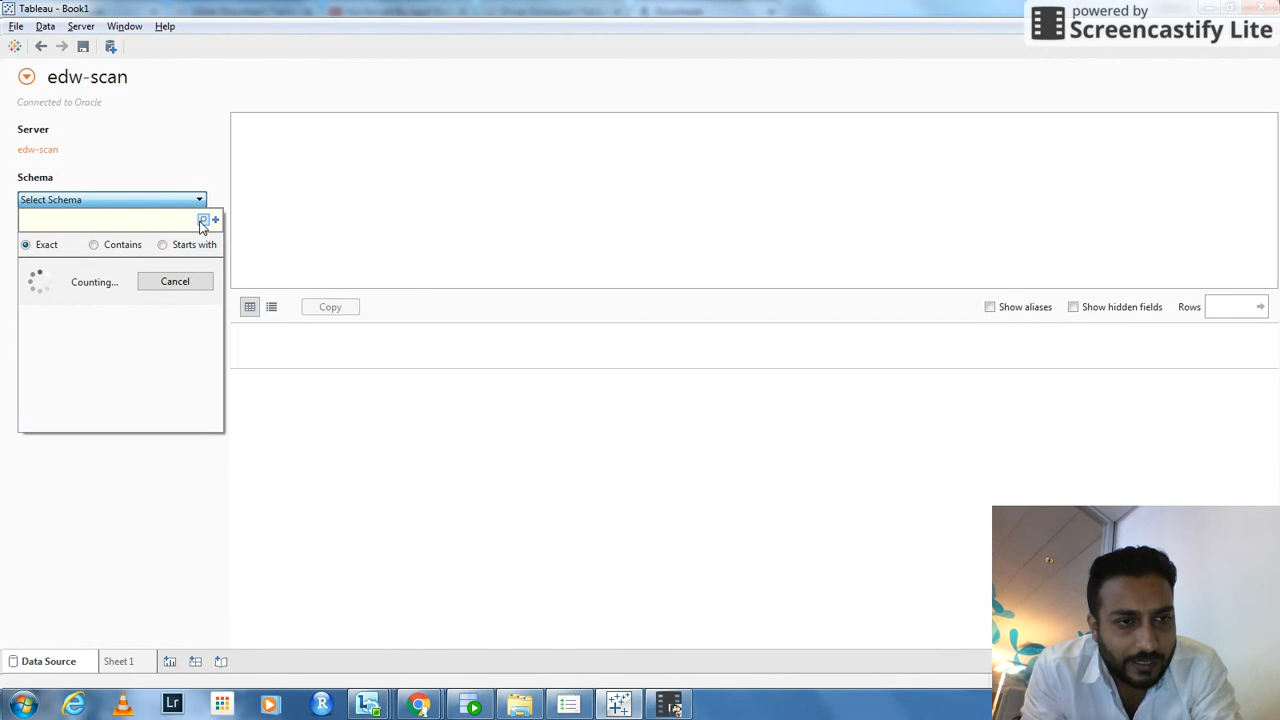 Tableau - Book1
powered by
Screencastify Lite
File Data Server Window Help
edw-scan
Connected to Oracle
Server
edw-scan
Schema
Select Schema
Exact Contains Starts with
Counting... Cancel
Copy Show aliases Show hidden fields Rows
Data Source Sheet 1
Lr R